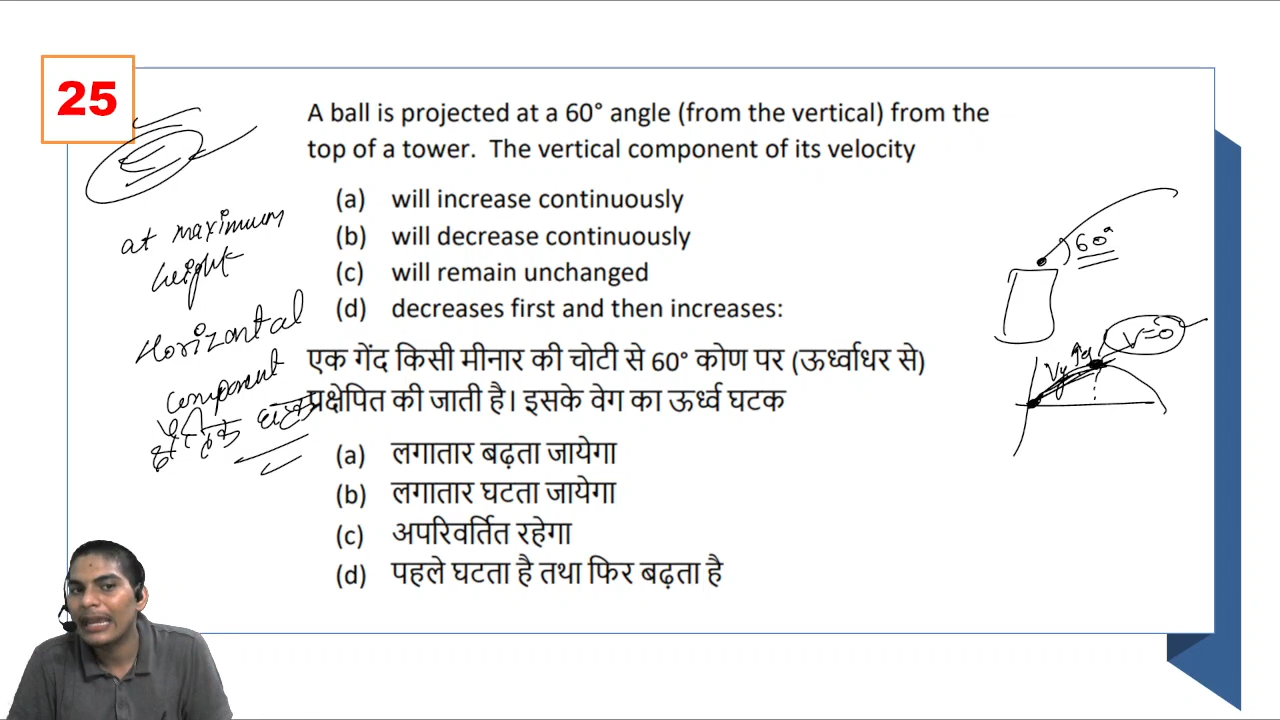 25
A ball is projected at a 60° angle (from the vertical) from the
top of a tower. The vertical component of its velocity
(a) will increase continuously
(b) will decrease continuously
(c) will remain unchanged
(d) decreases first and then increases:
एक गेंद किसी मीनार की चोटी से 60° कोण पर (ऊर्ध्वाधर से)
प्रक्षेपित की जाती है। इसके वेग का ऊर्ध्व घटक
(a) लगातार बढ़ता जायेगा
(b) लगातार घटता जायेगा
(c) अपरिवर्तित रहेगा
(d) पहले घटता है तथा फिर बढ़ता है
at maximum
height
Horizontal
component
60°
V=0
Vy